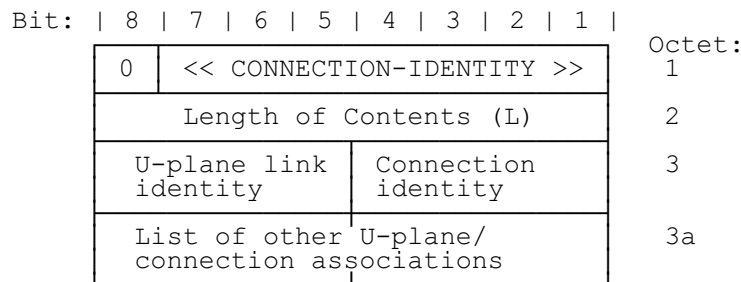 Bit: | 8 | 7 | 6 | 5 | 4 | 3 | 2 | 1 |
Octet:
0 << CONNECTION-IDENTITY >> 1
Length of Contents (L) 2
U-plane link Connection 3
identity identity
List of other U-plane/ 3a
connection associations